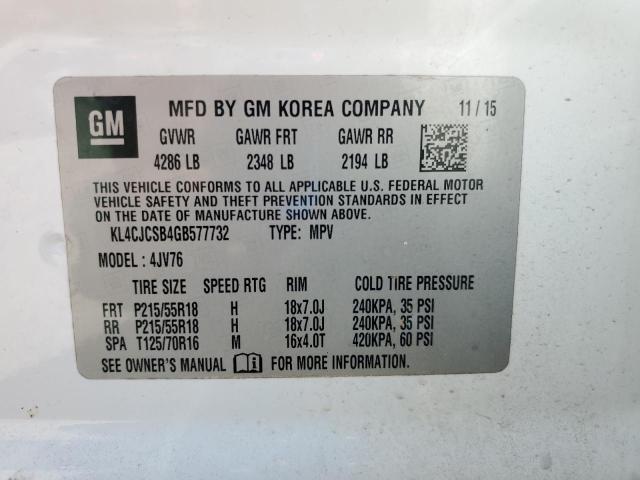 GM
MFD BY GM KOREA COMPANY 11/15
GVWR GAWR FRT GAWR RR
4286 LB 2348 LB 2194 LB
THIS VEHICLE CONFORMS TO ALL APPLICABLE U.S. FEDERAL MOTOR
VEHICLE SAFETY AND THEFT PREVENTION STANDARDS IN EFFECT
ON THE DATE OF MANUFACTURE SHOWN ABOVE.
KL4CJCSB4GB577732 TYPE: MPV
MODEL: 4JV76
TIRE SIZE SPEED RTG RIM COLD TIRE PRESSURE
FRT P215/55R18 H 18x7.0J 240KPA, 35 PSI
RR P215/55R18 H 18x7.0J 240KPA, 35 PSI
SPA T125/70R16 M 16x4.0T 420KPA, 60 PSI
SEE OWNER'S MANUAL FOR MORE INFORMATION.